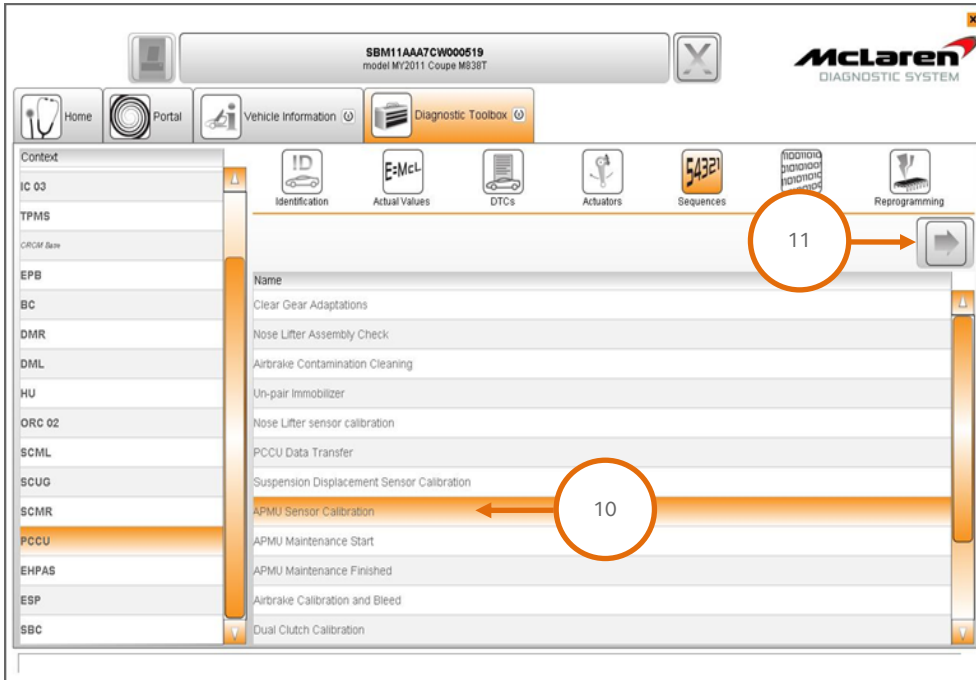 SBM11AAA7CW000519
model MY2011 Coupe M838T
X
McLaren
DIAGNOSTIC SYSTEM
Home
Portal
Vehicle Information
Diagnostic Toolbox
Context
IC 03
TPMS
CRCM Base
EPB
BC
DMR
DML
HU
ORC 02
SCML
SCUG
SCMR
PCCU
EHPAS
ESP
SBC
ID
Identification
E=McL
Actual Values
DTCs
Actuators
54321
Sequences
Reprogramming
11
Name
Clear Gear Adaptations
Nose Lifter Assembly Check
Airbrake Contamination Cleaning
Un-pair Immobilizer
Nose Lifter sensor calibration
PCCU Data Transfer
Suspension Displacement Sensor Calibration
APMU Sensor Calibration
10
APMU Maintenance Start
APMU Maintenance Finished
Airbrake Calibration and Bleed
Dual Clutch Calibration